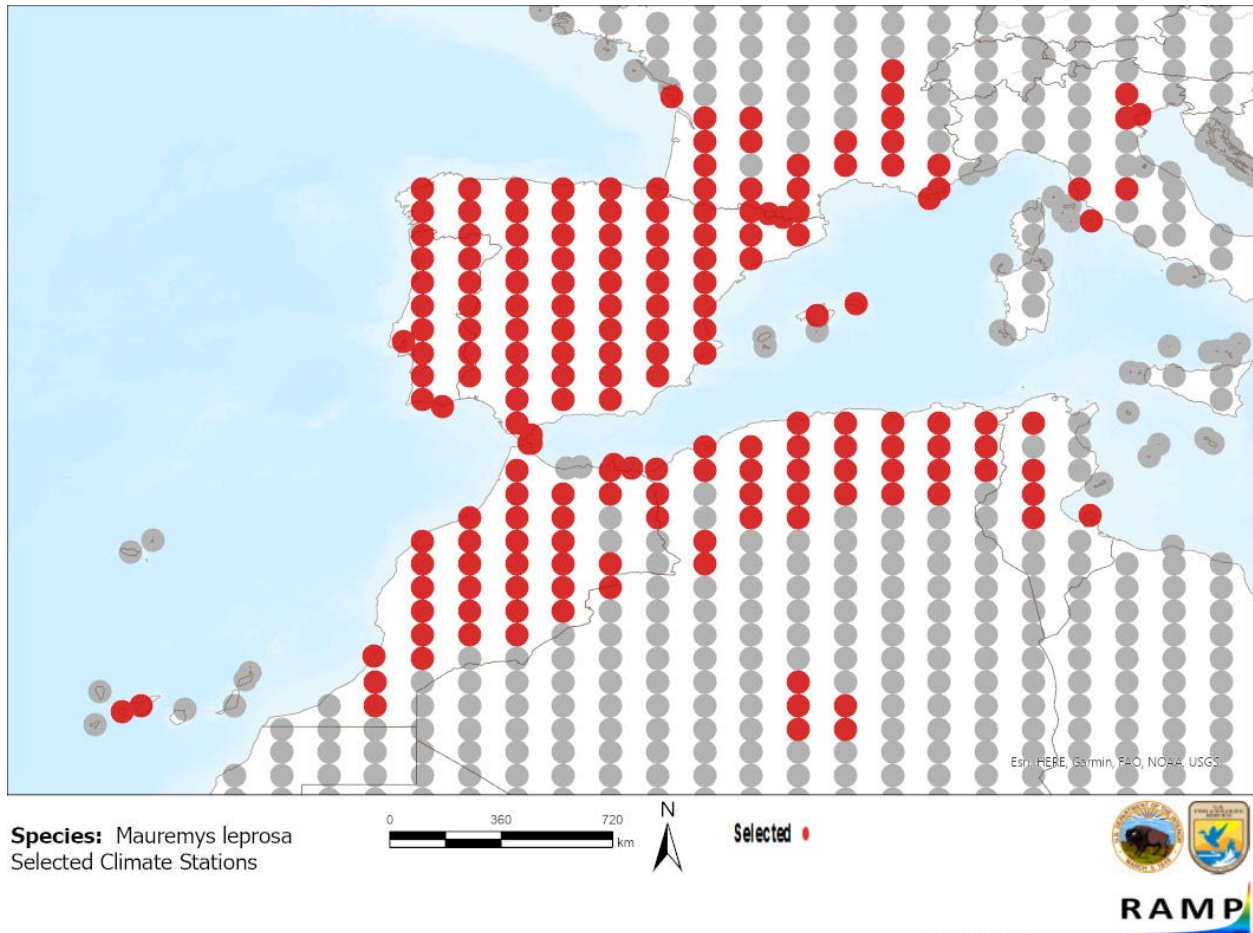 Esri, HERE, Garmin, FAO, NOAA, USGS
Species: Mauremys leprosa
Selected Climate Stations
0 360 720
km
N
Selected
RAMP